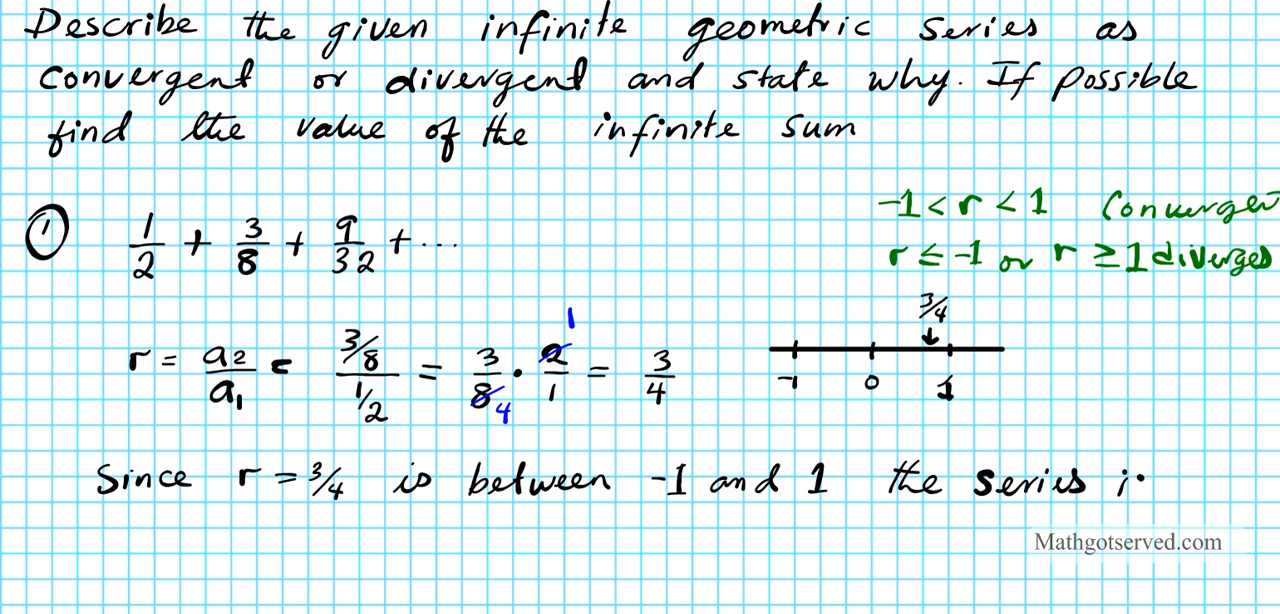 Describe the given infinite geometric series as
convergent or divergent and state why. If possible
find the value of the infinite sum
① 1/2 + 3/8 + 9/32 + ...
-1 < r < 1 Converger
r ≤ -1 or r ≥ 1 diverges
r = a2/a1 = (3/8)/(1/2) = 3/8 4 · 2/1 1 = 3/4
3/4
-1 0 1
Since r = 3/4 is between -1 and 1 the series i
Mathgotserved.com